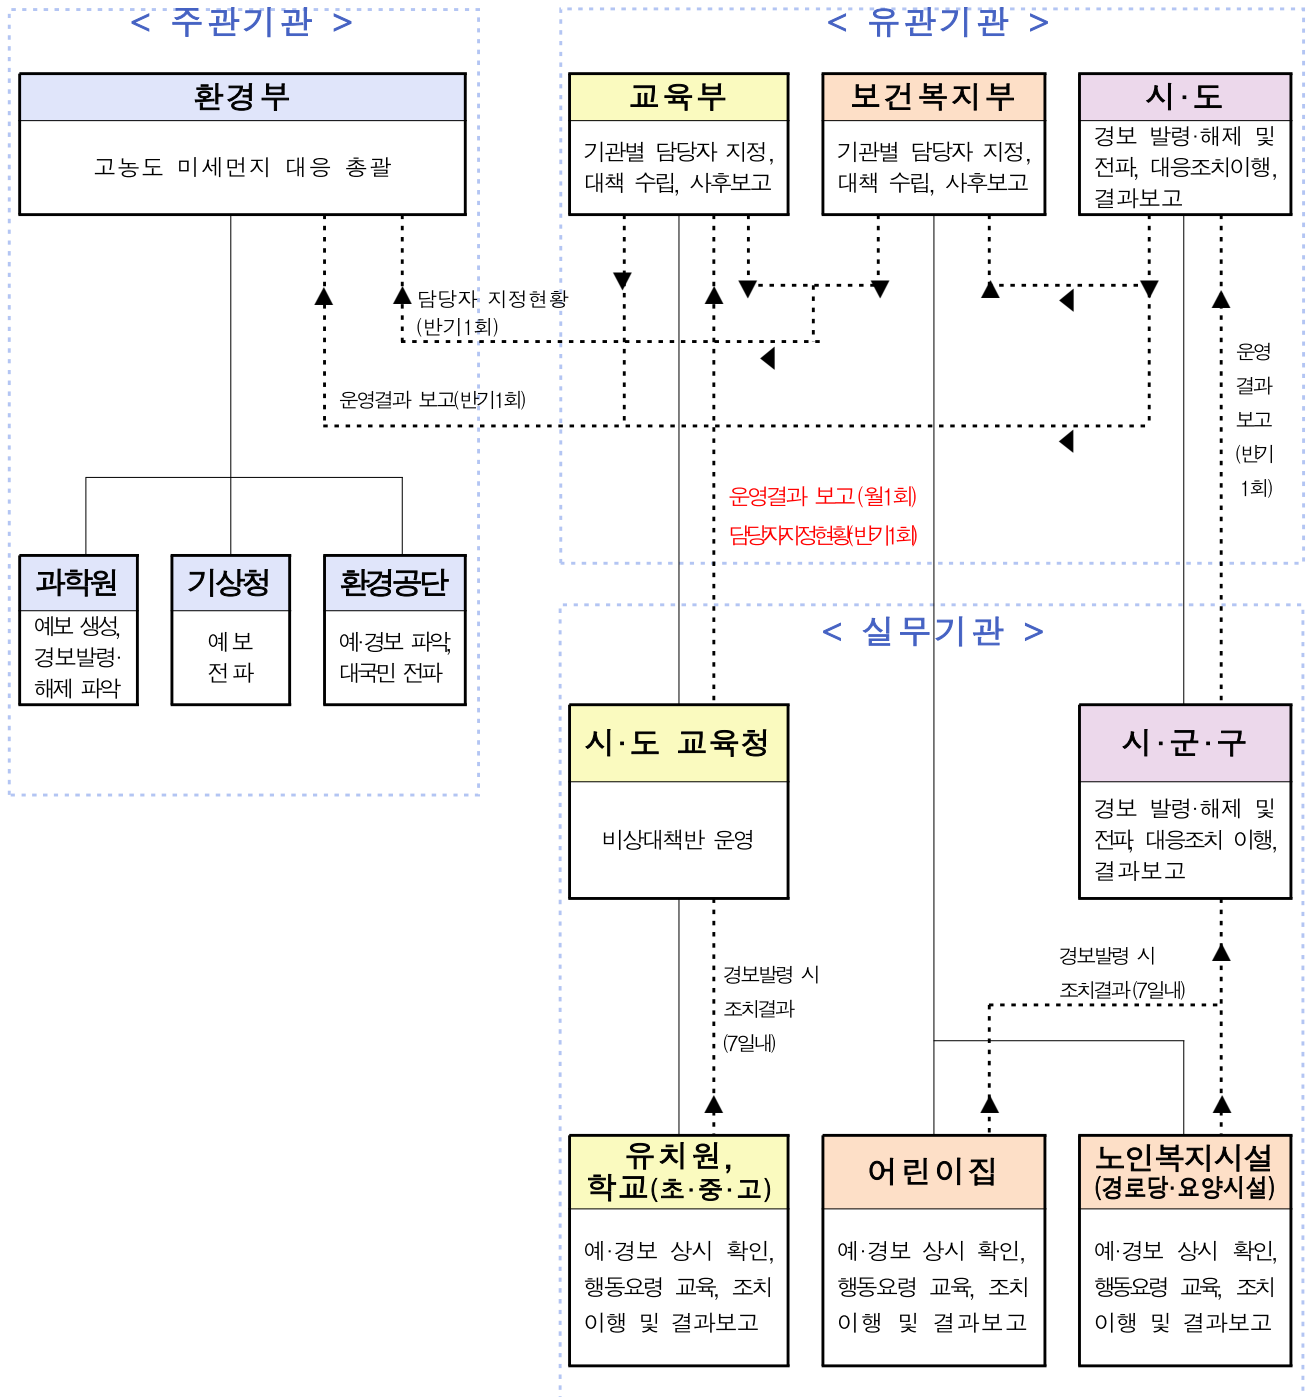 < 주관기관 >
환경부
고농도 미세먼지 대응 총괄
담당자 지정현황
(반기1회)
운영결과 보고(반기1회)
과학원
예보 생성,
경보발령·
해제 파악
기상청
예보
전파
환경공단
예·경보 파악,
대국민 전파
< 유관기관 >
교육부
기관별 담당자 지정,
대책 수립, 사후보고
보건복지부
기관별 담당자 지정,
대책 수립, 사후보고
시·도
경보 발령·해제 및
전파, 대응조치이행,
결과보고
운영
결과
보고
(반기
1회)
운영결과 보고(월1회)
담당자지정현황(반기1회)
< 실무기관 >
시·도 교육청
비상대책반 운영
시·군·구
경보 발령·해제 및
전파, 대응조치 이행,
결과보고
경보발령 시
조치결과
(7일내)
경보발령 시
조치결과(7일내)
유치원,
학교(초·중·고)
예·경보 상시 확인,
행동요령 교육, 조치
이행 및 결과보고
어린이집
예·경보 상시 확인,
행동요령 교육, 조치
이행 및 결과보고
노인복지시설
(경로당·요양시설)
예·경보 상시 확인,
행동요령 교육, 조치
이행 및 결과보고